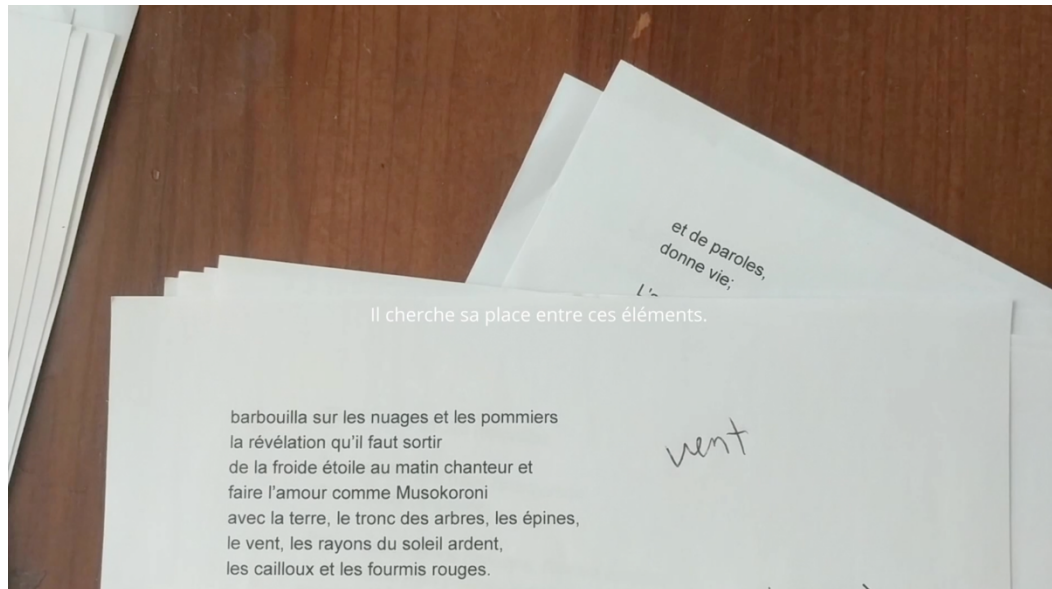 et de paroles,
donne vie;
Il cherche sa place entre ces éléments.
barbouilla sur les nuages et les pommiers
la révélation qu'il faut sortir
de la froide étoile au matin chanteur et
faire l'amour comme Musokoroni
avec la terre, le tronc des arbres, les épines,
le vent, les rayons du soleil ardent,
les cailloux et les fourmis rouges.
vent